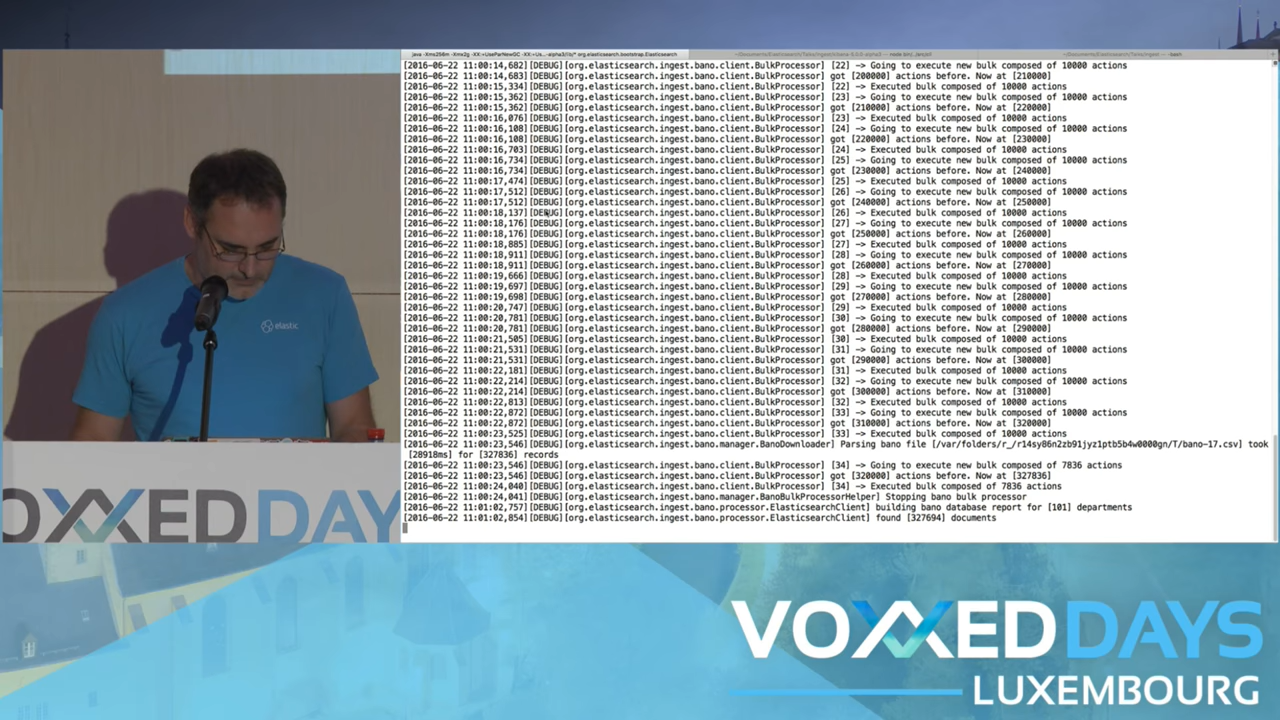 java -Xms256m -Xmx2g -XX:+UseParNewGC -XX:+Us... -alpha3/lib/* org.elasticsearch.bootstrap.Elasticsearch
[2016-06-22 11:00:14,682][DEBUG][org.elasticsearch.ingest.bano.client.BulkProcessor] [22] -> Going to execute new bulk composed of 10000 actions
[2016-06-22 11:00:14,683][DEBUG][org.elasticsearch.ingest.bano.client.BulkProcessor] got [200000] actions before. Now at [210000]
[2016-06-22 11:00:15,334][DEBUG][org.elasticsearch.ingest.bano.client.BulkProcessor] [22] -> Executed bulk composed of 10000 actions
[2016-06-22 11:00:15,362][DEBUG][org.elasticsearch.ingest.bano.client.BulkProcessor] [23] -> Going to execute new bulk composed of 10000 actions
[2016-06-22 11:00:15,362][DEBUG][org.elasticsearch.ingest.bano.client.BulkProcessor] got [210000] actions before. Now at [220000]
[2016-06-22 11:00:16,076][DEBUG][org.elasticsearch.ingest.bano.client.BulkProcessor] [23] -> Executed bulk composed of 10000 actions
[2016-06-22 11:00:16,108][DEBUG][org.elasticsearch.ingest.bano.client.BulkProcessor] [24] -> Going to execute new bulk composed of 10000 actions
[2016-06-22 11:00:16,108][DEBUG][org.elasticsearch.ingest.bano.client.BulkProcessor] got [220000] actions before. Now at [230000]
[2016-06-22 11:00:16,703][DEBUG][org.elasticsearch.ingest.bano.client.BulkProcessor] [24] -> Executed bulk composed of 10000 actions
[2016-06-22 11:00:16,734][DEBUG][org.elasticsearch.ingest.bano.client.BulkProcessor] [25] -> Going to execute new bulk composed of 10000 actions
[2016-06-22 11:00:16,734][DEBUG][org.elasticsearch.ingest.bano.client.BulkProcessor] got [230000] actions before. Now at [240000]
[2016-06-22 11:00:17,474][DEBUG][org.elasticsearch.ingest.bano.client.BulkProcessor] [25] -> Executed bulk composed of 10000 actions
[2016-06-22 11:00:17,512][DEBUG][org.elasticsearch.ingest.bano.client.BulkProcessor] [26] -> Going to execute new bulk composed of 10000 actions
[2016-06-22 11:00:17,512][DEBUG][org.elasticsearch.ingest.bano.client.BulkProcessor] got [240000] actions before. Now at [250000]
[2016-06-22 11:00:18,137][DEBUG][org.elasticsearch.ingest.bano.client.BulkProcessor] [26] -> Executed bulk composed of 10000 actions
[2016-06-22 11:00:18,176][DEBUG][org.elasticsearch.ingest.bano.client.BulkProcessor] [27] -> Going to execute new bulk composed of 10000 actions
[2016-06-22 11:00:18,176][DEBUG][org.elasticsearch.ingest.bano.client.BulkProcessor] got [250000] actions before. Now at [260000]
[2016-06-22 11:00:18,885][DEBUG][org.elasticsearch.ingest.bano.client.BulkProcessor] [27] -> Executed bulk composed of 10000 actions
[2016-06-22 11:00:18,911][DEBUG][org.elasticsearch.ingest.bano.client.BulkProcessor] [28] -> Going to execute new bulk composed of 10000 actions
[2016-06-22 11:00:18,911][DEBUG][org.elasticsearch.ingest.bano.client.BulkProcessor] got [260000] actions before. Now at [270000]
[2016-06-22 11:00:19,666][DEBUG][org.elasticsearch.ingest.bano.client.BulkProcessor] [28] -> Executed bulk composed of 10000 actions
[2016-06-22 11:00:19,697][DEBUG][org.elasticsearch.ingest.bano.client.BulkProcessor] [29] -> Going to execute new bulk composed of 10000 actions
[2016-06-22 11:00:19,698][DEBUG][org.elasticsearch.ingest.bano.client.BulkProcessor] got [270000] actions before. Now at [280000]
[2016-06-22 11:00:20,747][DEBUG][org.elasticsearch.ingest.bano.client.BulkProcessor] [29] -> Executed bulk composed of 10000 actions
[2016-06-22 11:00:20,781][DEBUG][org.elasticsearch.ingest.bano.client.BulkProcessor] [30] -> Going to execute new bulk composed of 10000 actions
[2016-06-22 11:00:20,781][DEBUG][org.elasticsearch.ingest.bano.client.BulkProcessor] got [280000] actions before. Now at [290000]
[2016-06-22 11:00:21,505][DEBUG][org.elasticsearch.ingest.bano.client.BulkProcessor] [30] -> Executed bulk composed of 10000 actions
[2016-06-22 11:00:21,531][DEBUG][org.elasticsearch.ingest.bano.client.BulkProcessor] [31] -> Going to execute new bulk composed of 10000 actions
[2016-06-22 11:00:21,531][DEBUG][org.elasticsearch.ingest.bano.client.BulkProcessor] got [290000] actions before. Now at [300000]
[2016-06-22 11:00:22,181][DEBUG][org.elasticsearch.ingest.bano.client.BulkProcessor] [31] -> Executed bulk composed of 10000 actions
[2016-06-22 11:00:22,214][DEBUG][org.elasticsearch.ingest.bano.client.BulkProcessor] [32] -> Going to execute new bulk composed of 10000 actions
[2016-06-22 11:00:22,214][DEBUG][org.elasticsearch.ingest.bano.client.BulkProcessor] got [300000] actions before. Now at [310000]
[2016-06-22 11:00:22,813][DEBUG][org.elasticsearch.ingest.bano.client.BulkProcessor] [32] -> Executed bulk composed of 10000 actions
[2016-06-22 11:00:22,872][DEBUG][org.elasticsearch.ingest.bano.client.BulkProcessor] [33] -> Going to execute new bulk composed of 10000 actions
[2016-06-22 11:00:22,872][DEBUG][org.elasticsearch.ingest.bano.client.BulkProcessor] got [310000] actions before. Now at [320000]
[2016-06-22 11:00:23,525][DEBUG][org.elasticsearch.ingest.bano.client.BulkProcessor] [33] -> Executed bulk composed of 10000 actions
[2016-06-22 11:00:23,546][DEBUG][org.elasticsearch.ingest.bano.manager.BanoDownloader] Parsing bano file [/var/folders/r_/r14sy86n2zb91jyz1ptb5b4w0000gn/T/bano-17.csv] took
[28918ms] for [327836] records
[2016-06-22 11:00:23,546][DEBUG][org.elasticsearch.ingest.bano.client.BulkProcessor] [34] -> Going to execute new bulk composed of 7836 actions
[2016-06-22 11:00:23,546][DEBUG][org.elasticsearch.ingest.bano.client.BulkProcessor] got [320000] actions before. Now at [327836]
[2016-06-22 11:00:24,040][DEBUG][org.elasticsearch.ingest.bano.client.BulkProcessor] [34] -> Executed bulk composed of 7836 actions
[2016-06-22 11:00:24,041][DEBUG][org.elasticsearch.ingest.bano.manager.BanoBulkProcessorHelper] Stopping bano bulk processor
[2016-06-22 11:01:02,757][DEBUG][org.elasticsearch.ingest.bano.processor.ElasticsearchClient] building bano database report for [101] departments
[2016-06-22 11:01:02,854][DEBUG][org.elasticsearch.ingest.bano.processor.ElasticsearchClient] found [327694] documents
elastic
VOXXED DAY
VOXXED DAYS
LUXEMBOURG